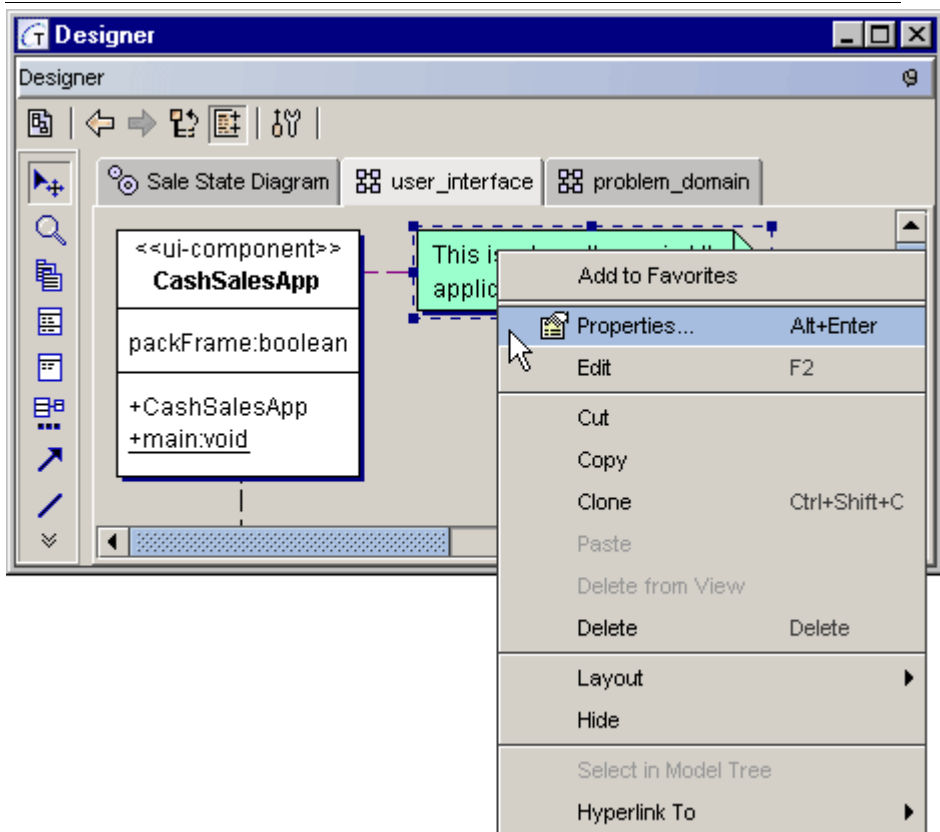 Designer
Designer
Sale State Diagram user_interface problem_domain
<<ui-component>>
CashSalesApp
packFrame:boolean
+CashSalesApp
+main:void
This is
applic
Add to Favorites
Properties... Alt+Enter
Edit F2
Cut
Copy
Clone Ctrl+Shift+C
Paste
Delete from View
Delete Delete
Layout
Hide
Select in Model Tree
Hyperlink To